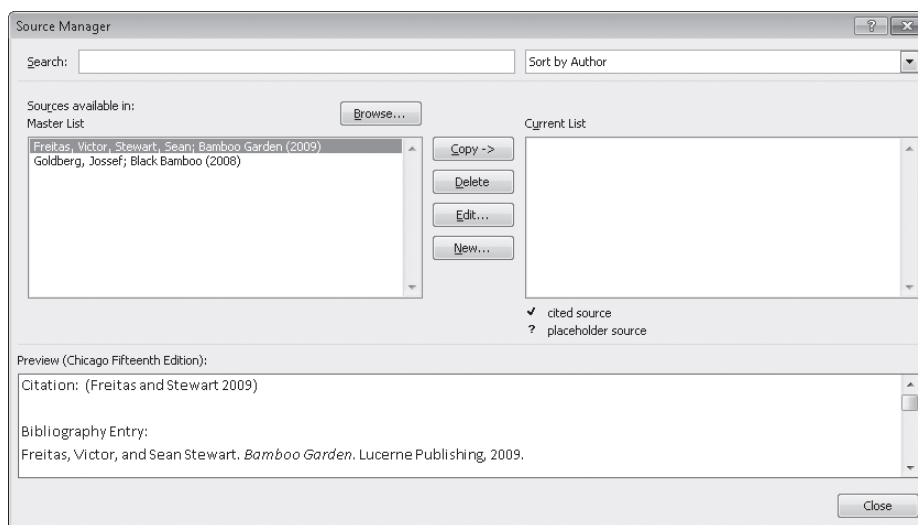 Source Manager
Search:
Sort by Author
Sources available in:
Master List
Browse...
Current List
Freitas, Victor, Stewart, Sean; Bamboo Garden (2009)
Goldberg, Jossef; Black Bamboo (2008)
Copy ->
Delete
Edit...
New...
✓ cited source
? placeholder source
Preview (Chicago Fifteenth Edition):
Citation: (Freitas and Stewart 2009)
Bibliography Entry:
Freitas, Victor, and Sean Stewart. Bamboo Garden. Lucerne Publishing, 2009.
Close